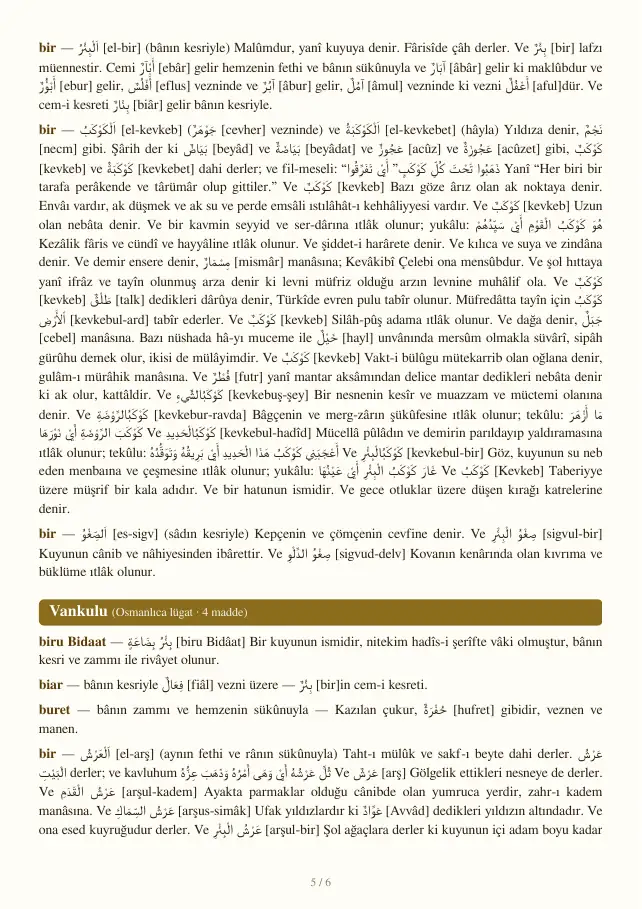 bir — اَلْبِئْرُ [el-bir] (bânın kesriyle) Malûmdur, yanî kuyuya denir. Fârisîde çâh derler. Ve بِئْرٌ [bir] lafzı
müennestir. Cemi أَبْآرٌ [ebâr] gelir hemzenin fethi ve bânın sükûnuyla ve آبَارٌ [âbâr] gelir ki maklûbdur ve
أَبْؤُرٌ [ebur] gelir, أَفْلُسٌ [eflus] vezninde ve آبُرٌ [âbur] gelir, آمُلٌ [âmul] vezninde ki vezni أَعْفُلٌ [aful]dür. Ve
cem-i kesreti بِئَارٌ [biâr] gelir bânın kesriyle.
bir — اَلْكَوْكَبُ [el-kevkeb] (جَوْهَرٌ [cevher] vezninde) ve اَلْكَوْكَبَةُ [el-kevkebet] (hâyla) Yıldıza denir, نَجْمٌ
[necm] gibi. Şârih der ki بَيَاضٌ [beyâd] ve بَيَاضَةٌ [beyâdat] ve عَجُوزٌ [acûz] ve عَجُوزَةٌ [acûzet] gibi, كَوْكَبٌ
[kevkeb] ve كَوْكَبَةٌ [kevkebet] dahi derler; ve fil-meseli: “ذَهَبُوا تَحْتَ كُلِّ كَوْكَبٍ” أَيْ تَفَرَّقُوا Yanî “Her biri bir
tarafa perâkende ve târümâr olup gittiler.” Ve كَوْكَبٌ [kevkeb] Bazı göze ârız olan ak noktaya denir.
Envâı vardır, ak düşmek ve ak su ve perde emsâli ıstılâhât-ı kehhâliyyesi vardır. Ve كَوْكَبٌ [kevkeb] Uzun
olan nebâta denir. Ve bir kavmin seyyid ve ser-dârına ıtlâk olunur; yukâlu: هُوَ كَوْكَبُ الْقَوْمِ أَيْ سَيِّدُهُمْ
Kezâlik fâris ve cündî ve hayyâline ıtlâk olunur. Ve şiddet-i harârete denir. Ve kılıca ve suya ve zindâna
denir. Ve demir ensere denir, مِسْمَارٌ [mismâr] manâsına; Kevâkibî Çelebi ona mensûbdur. Ve şol hıttaya
yanî ifrâz ve tayîn olunmuş arza denir ki levni müfriz olduğu arzın levnine muhâlif ola. Ve كَوْكَبٌ
[kevkeb] طَلْقٌ [talk] dedikleri dârûya denir, Türkîde evren pulu tabîr olunur. Müfredâtta tayîn için كَوْكَبُ
الْأَرْضِ [kevkebul-ard] tabîr ederler. Ve كَوْكَبٌ [kevkeb] Silâh-pûş adama ıtlâk olunur. Ve dağa denir, جَبَلٌ
[cebel] manâsına. Bazı nüshada hâ-yı muceme ile خَيْلٌ [hayl] unvânında mersûm olmakla süvârî, sipâh
gürûhu demek olur, ikisi de mülâyimdir. Ve كَوْكَبٌ [kevkeb] Vakt-i bülûgu mütekarrib olan oğlana denir,
gulâm-ı mürâhik manâsına. Ve فُطْرٌ [futr] yanî mantar aksâmından delice mantar dedikleri nebâta denir
ki ak olur, kattâldir. Ve كَوْكَبُالشَّيءِ [kevkebuş-şey] Bir nesnenin kesîr ve muazzam ve müctemi olanına
denir. Ve كَوْكَبُالرَّوْضَةِ [kevkebur-ravda] Bâgçenin ve merg-zârın şükûfesine ıtlâk olunur; tekûlu: مَا أَزْهَرَ
كَوْكَبَ الرَّوْضَةِ أَيْ نَوْرَهَا Ve كَوْكَبُالْحَدِيدِ [kevkebul-hadîd] Mücellâ pûlâdın ve demirin parıldayıp yaldıramasına
ıtlâk olunur; tekûlu: أَعْجَبَنِي كَوْكَبُ هَذَا الْحَدِيدِ أَيْ بَرِيقُهُ وَتَوَقُّدُهُ Ve كَوْكَبُالْبِئْرِ [kevkebul-bir] Göz, kuyunun su neb
eden menbaına ve çeşmesine ıtlâk olunur; yukâlu: غَارَ كَوْكَبُ الْبِئْرِ أَيْ عَيْنُهَا Ve كَوْكَبُ [Kevkeb] Taberiyye
üzere müşrif bir kala adıdır. Ve bir hatunun ismidir. Ve gece otluklar üzere düşen kırağı katrelerine
denir.
bir — اَلصِّغْوُ [es-sigv] (sâdın kesriyle) Kepçenin ve çömçenin cevfine denir. Ve صِغْوُ الْبِئْرِ [sigvul-bir]
Kuyunun cânib ve nâhiyesinden ibârettir. Ve صِغْوُ الدَّلْوِ [sigvud-delv] Kovanın kenârında olan kıvrıma ve
büklüme ıtlâk olunur.
Vankulu (Osmanlıca lügat · 4 madde)
biru Bidaat — بِئْرُ بِضَاعَةٍ [biru Bidâat] Bir kuyunun ismidir, nitekim hadîs-i şerîfte vâki olmuştur, bânın
kesri ve zammı ile rivâyet olunur.
biar — bânın kesriyle فِعَالٌ [fiâl] vezni üzere — بِئْرٌ [bir]in cem-i kesreti.
buret — bânın zammı ve hemzenin sükûnuyla — Kazılan çukur, حُفْرَةٌ [hufret] gibidir, veznen ve
manen.
bir — اَلْعَرْشُ [el-arş] (aynın fethi ve rânın sükûnuyla) Taht-ı mülûk ve sakf-ı beyte dahi derler. عَرْشُ
الْبَيْتِ derler; ve kavluhum ثُلَّ عَرْشُهُ أَيْ وَهَى أَمْرُهُ وَذَهَبَ عِزُّهُ Ve عَرْشٌ [arş] Gölgelik ettikleri nesneye de derler.
Ve عَرْشُ الْقَدَمِ [arşul-kadem] Ayakta parmaklar olduğu cânibde olan yumruca yerdir, zahr-ı kadem
manâsına. Ve عَرْشُ السِّمَاكِ [arşus-simâk] Ufak yıldızlardır ki عَوَّادُ [Avvâd] dedikleri yıldızın altındadır. Ve
ona esed kuyruğudur derler. Ve عَرْشُ الْبِئْرِ [arşul-bir] Şol ağaçlara derler ki kuyunun içi adam boyu kadar
5 / 6